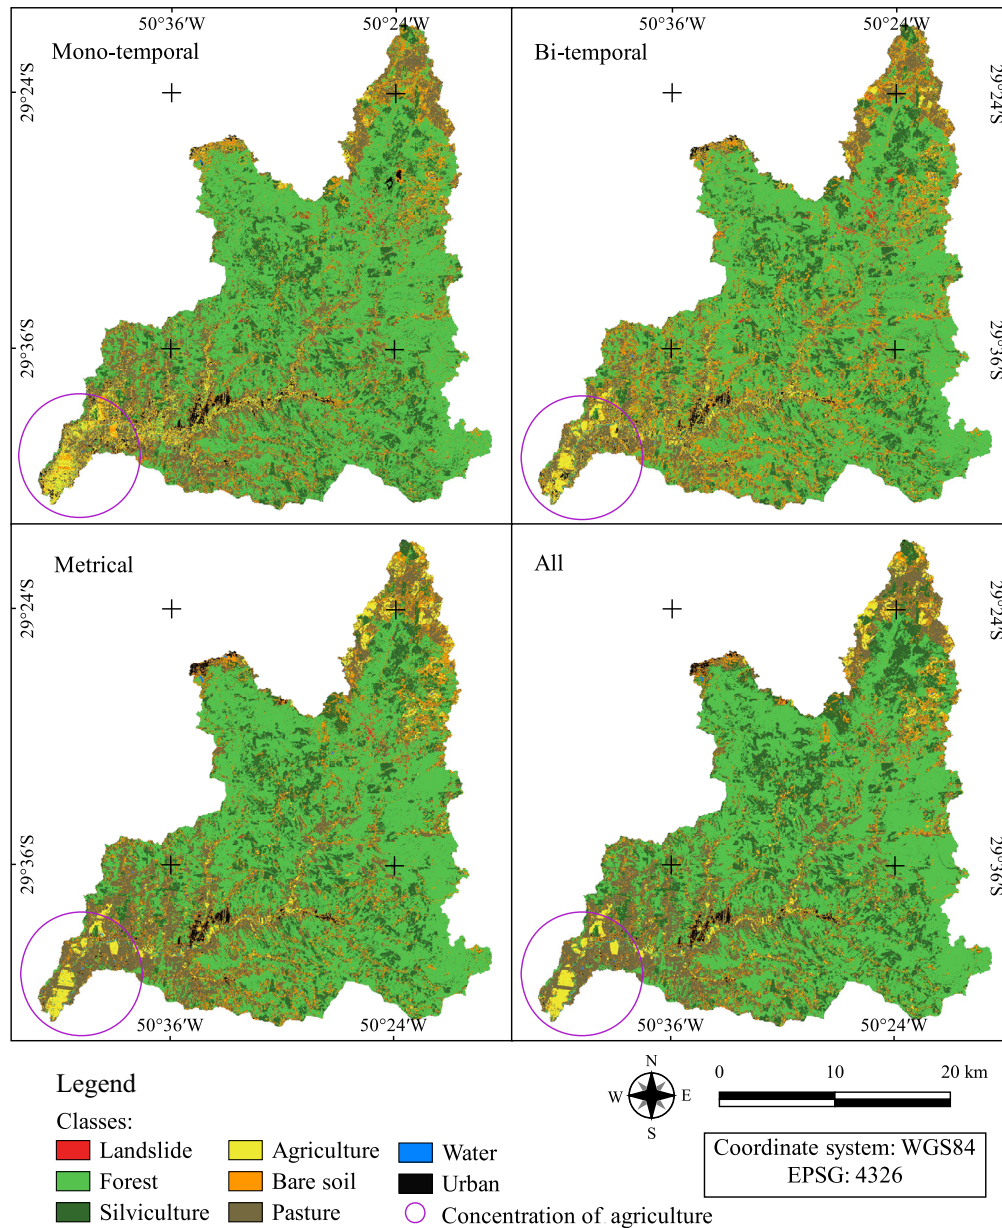 50°36′W 50°24′W 50°36′W 50°24′W
Mono-temporal Bi-temporal
29°24′S 29°24′S
29°36′S 29°36′S
Metrical All
29°24′S 29°24′S
29°36′S 29°36′S
50°36′W 50°24′W 50°36′W 50°24′W
Legend
Classes:
Landslide Agriculture Water
Forest Bare soil Urban
Silviculture Pasture Concentration of agriculture
N
W E
S
0 10 20 km
Coordinate system: WGS84
EPSG: 4326